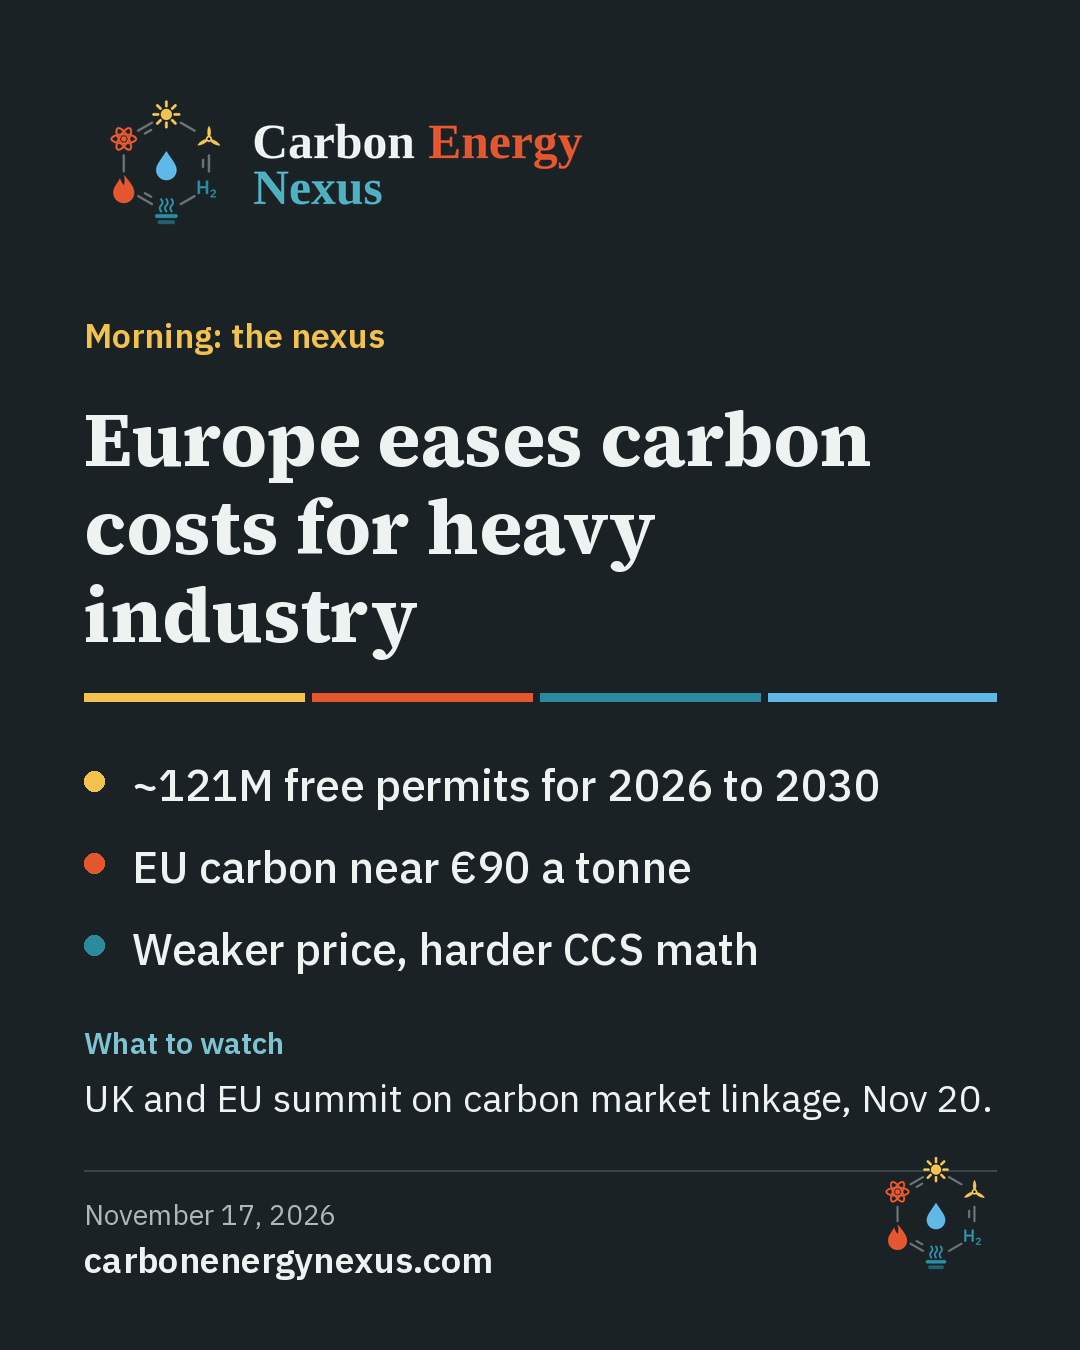 Carbon Energy
Nexus
H₂
Morning: the nexus
Europe eases carbon
costs for heavy
industry
~121M free permits for 2026 to 2030
EU carbon near €90 a tonne
Weaker price, harder CCS math
What to watch
UK and EU summit on carbon market linkage, Nov 20.
November 17, 2026
carbonenergynexus.com
H₂